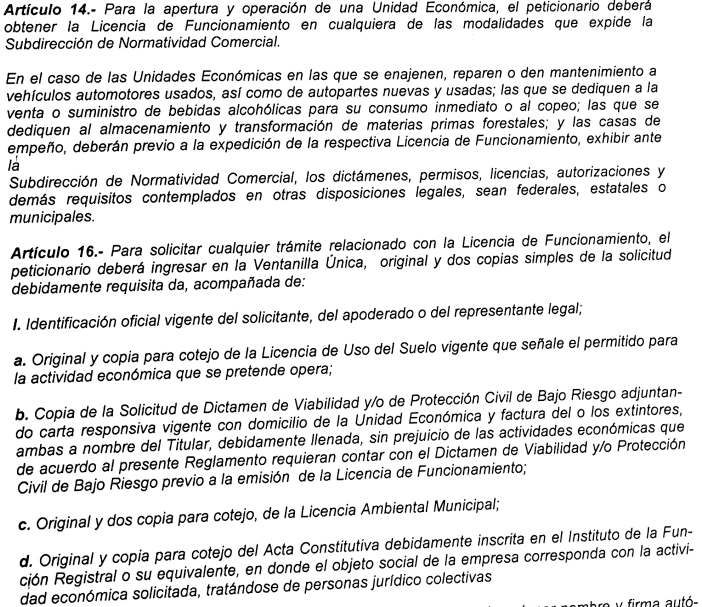 Artículo 14.- Para la apertura y operación de una Unidad Económica, el peticionario deberá
obtener la Licencia de Funcionamiento en cualquiera de las modalidades que expide la
Subdirección de Normatividad Comercial.
En el caso de las Unidades Económicas en las que se enajenen, reparen o den mantenimiento a
vehículos automotores usados, así como de autopartes nuevas y usadas; las que se dediquen a la
venta o suministro de bebidas alcohólicas para su consumo inmediato o al copeo; las que se
dediquen al almacenamiento y transformación de materias primas forestales; y las casas de
empeño, deberán previo a la expedición de la respectiva Licencia de Funcionamiento, exhibir ante
la
Subdirección de Normatividad Comercial, los dictámenes, permisos, licencias, autorizaciones y
demás requisitos contemplados en otras disposiciones legales, sean federales, estatales o
municipales.
Artículo 16.- Para solicitar cualquier trámite relacionado con la Licencia de Funcionamiento, el
peticionario deberá ingresar en la Ventanilla Única, original y dos copias simples de la solicitud
debidamente requisita da, acompañada de:
I. Identificación oficial vigente del solicitante, del apoderado o del representante legal;
a. Original y copia para cotejo de la Licencia de Uso del Suelo vigente que señale el permitido para
la actividad económica que se pretende opera;
b. Copia de la Solicitud de Dictamen de Viabilidad y/o de Protección Civil de Bajo Riesgo adjuntan-
do carta responsiva vigente con domicilio de la Unidad Económica y factura del o los extintores,
ambas a nombre del Titular, debidamente llenada, sin prejuicio de las actividades económicas que
de acuerdo al presente Reglamento requieran contar con el Dictamen de Viabilidad y/o Protección
Civil de Bajo Riesgo previo a la emisión de la Licencia de Funcionamiento;
c. Original y dos copia para cotejo, de la Licencia Ambiental Municipal;
d. Original y copia para cotejo del Acta Constitutiva debidamente inscrita en el Instituto de la Fun-
ción Registral o su equivalente, en donde el objeto social de la empresa corresponda con la activi-
dad económica solicitada, tratándose de personas jurídico colectivas
nombre y firma autó-